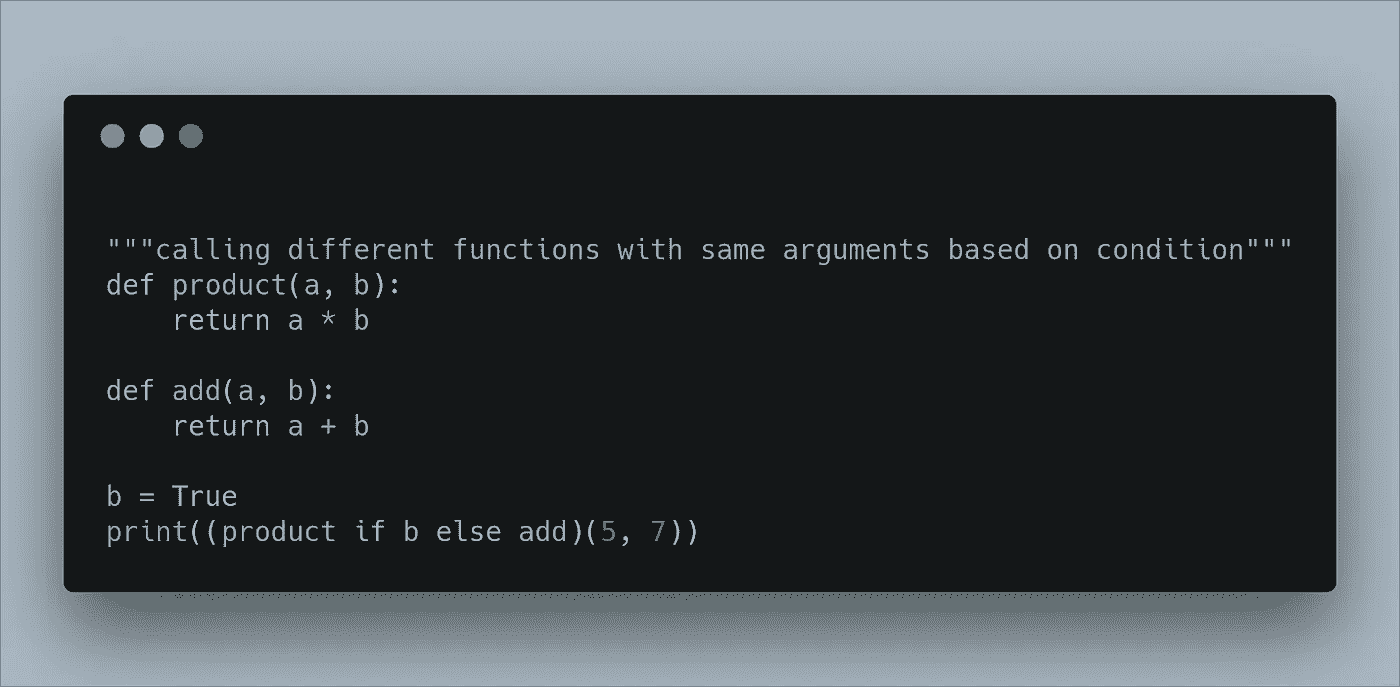 """calling different functions with same arguments based on condition"""
def product(a, b):
    return a * b

def add(a, b):
    return a + b

b = True
print((product if b else add)(5, 7))